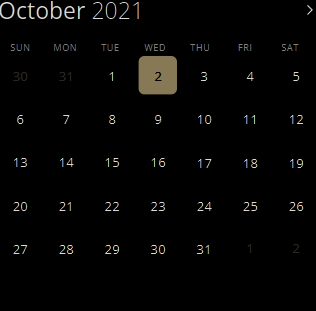 October 2021
SUN MON TUE WED THU FRI SAT
30 31 1 2 3 4 5
6 7 8 9 10 11 12
13 14 15 16 17 18 19
20 21 22 23 24 25 26
27 28 29 30 31 1 2